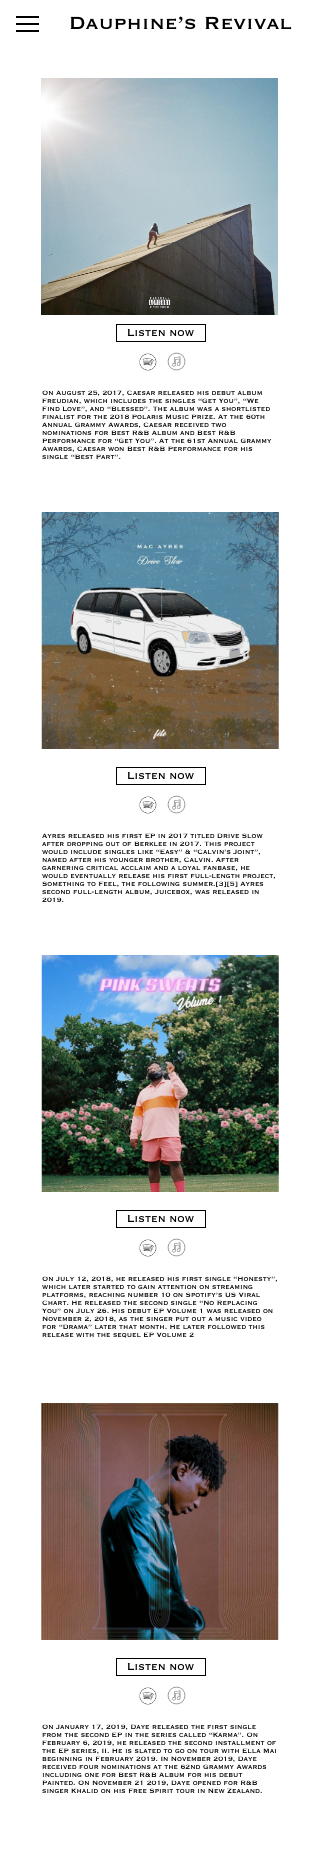 Dauphine's Revival
Listen now
On August 25, 2017, Caesar released his debut album
Freudian, which includes the singles "Get You", "We
Find Love", and "Blessed". The album was a shortlisted
finalist for the 2018 Polaris Music Prize. At the 60th
Annual Grammy Awards, Caesar received two
nominations for Best R&B Album and Best R&B
Performance for "Get You". At the 61st Annual Grammy
Awards, Caesar won Best R&B Performance for his
single "Best Part".
MAC AYRES
Drive Slow
Listen now
Ayres released his first EP in 2017 titled Drive Slow
after dropping out of Berklee in 2017. This project
would include singles like "Easy" & "Calvin's Joint",
named after his younger brother, Calvin. After
garnering critical acclaim and a loyal fanbase, he
would eventually release his first full-length project,
Something to Feel, the following summer.[3][5] Ayres
second full-length album, Juicebox, was released in
2019.
PINK SWEATS
Volume 1
Listen now
On July 12, 2018, he released his first single "Honesty",
which later started to gain attention on streaming
platforms, reaching number 10 on Spotify's US Viral
Chart. He released the second single "No Replacing
You" on July 26. His debut EP Volume 1 was released on
November 2, 2018, as the singer put out a music video
for "Drama" later that month. He later followed this
release with the sequel EP Volume 2
Listen now
On January 17, 2019, Daye released the first single
from the second EP in the series called "Karma". On
February 6, 2019, he released the second installment of
the EP series, II. He is slated to go on tour with Ella Mai
beginning in February 2019. In November 2019, Daye
received four nominations at the 62nd Grammy Awards
including one for Best R&B Album for his debut
Painted. On November 21 2019, Daye opened for R&B
singer Khalid on his Free Spirit tour in New Zealand.